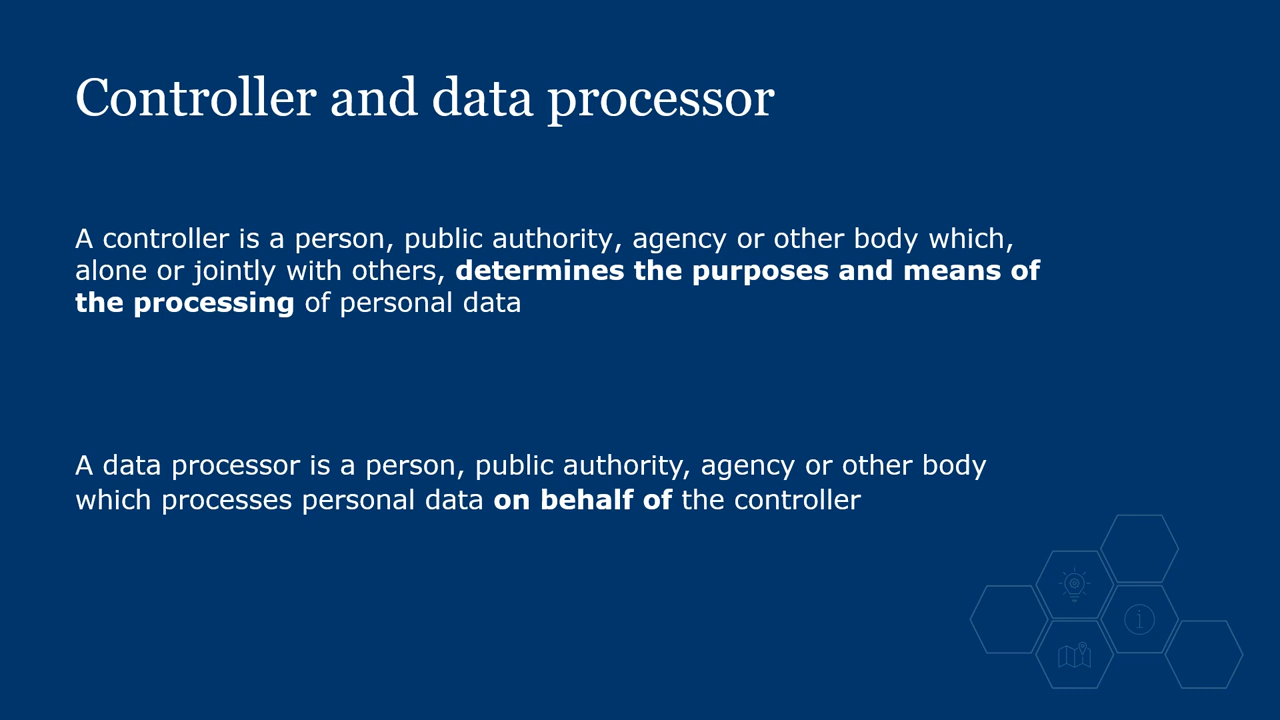 Controller and data processor
A controller is a person, public authority, agency or other body which,
alone or jointly with others, determines the purposes and means of
the processing of personal data
A data processor is a person, public authority, agency or other body
which processes personal data on behalf of the controller
i